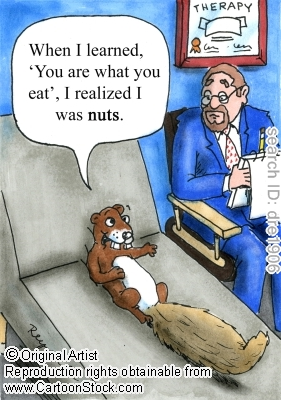 THERAPY
When I learned,
‘You are what you
eat’, I realized I
was nuts.
search ID: dre1906
© Original Artist
Reproduction rights obtainable from
www.CartoonStock.com